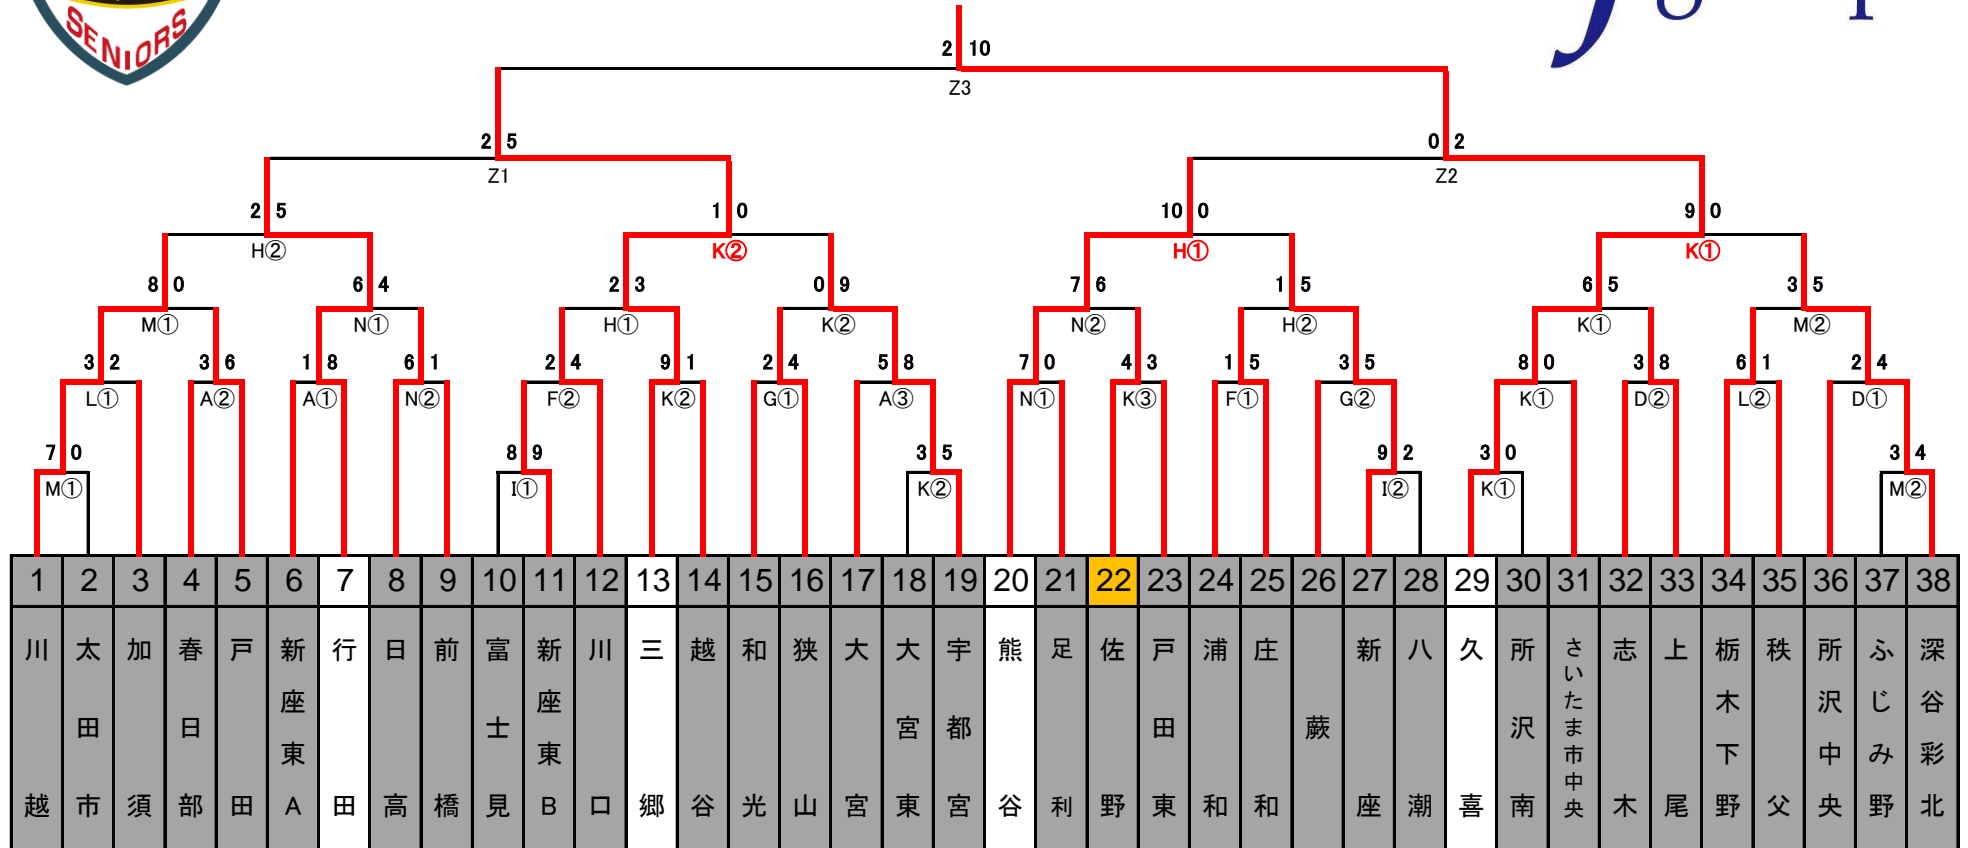 SENIORS
2 10
Z3
2 5
0 2
Z1
Z2
2 5
1 0
10 0
9 0
H②
K②
H①
K①
8 0
6 4
2 3
0 9
7 6
1 5
6 5
3 5
M①
N①
H①
K②
N②
H②
K①
M②
3 2
3 6
1 8
6 1
2 4
9 1
2 4
5 8
7 0
4 3
1 5
3 5
8 0
3 8
6 1
2 4
L①
A②
A①
N②
F②
K②
G①
A③
N①
K③
F①
G②
K①
D②
L②
D①
7 0
8 9
3 5
9 2
3 0
3 4
M①
I①
K②
I②
K①
M②
1 2 3 4 5 6 7 8 9 10 11 12 13 14 15 16 17 18 19 20 21 22 23 24 25 26 27 28 29 30 31 32 33 34 35 36 37 38
川越
太田市
加須
春日部
戸田
新座東A
行田
日高
前橋
富士見
新座東B
川口
三郷
越谷
和光
狭山
大宮
大宮東
宇都宮
熊谷
足利
佐野
戸田東
浦和
庄和
蕨
新座
八潮
久喜
所沢南
さいたま市中央
志木
上尾
栃木下野
秩父
所沢中央
ふじみ野
深谷彩北